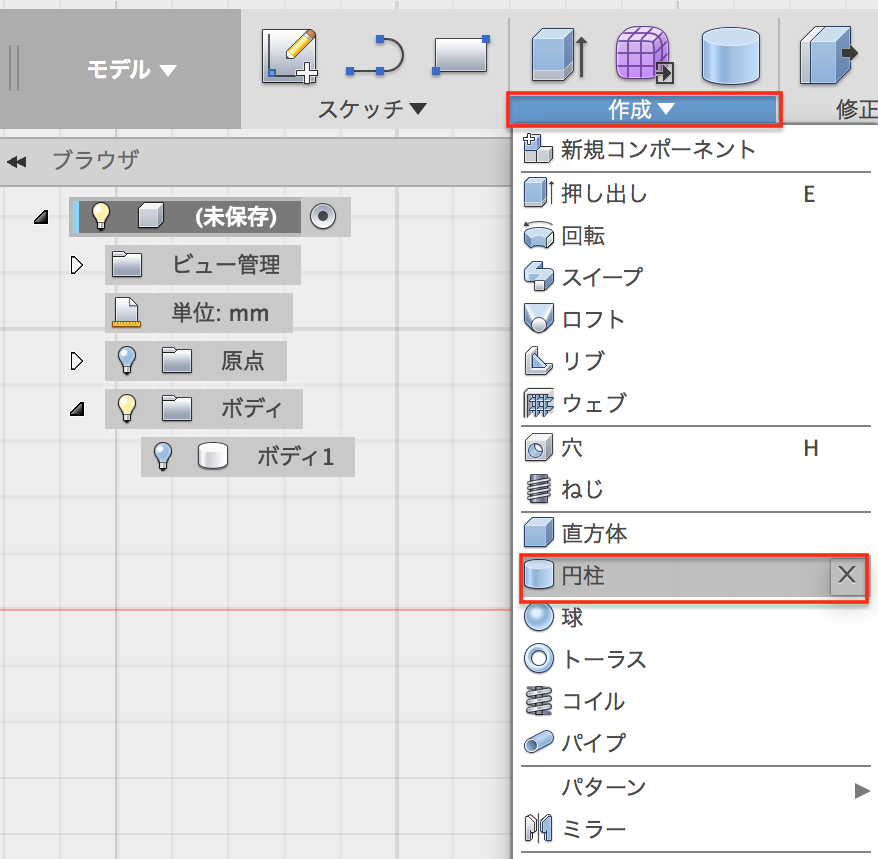 モデル ▼
スケッチ ▼
作成 ▼
修正
ブラウザ
(未保存)
ビュー管理
単位: mm
原点
ボディ
ボディ1
新規コンポーネント
押し出し E
回転
スイープ
ロフト
リブ
ウェブ
穴 H
ねじ
直方体
円柱
球
トーラス
コイル
パイプ
パターン
ミラー